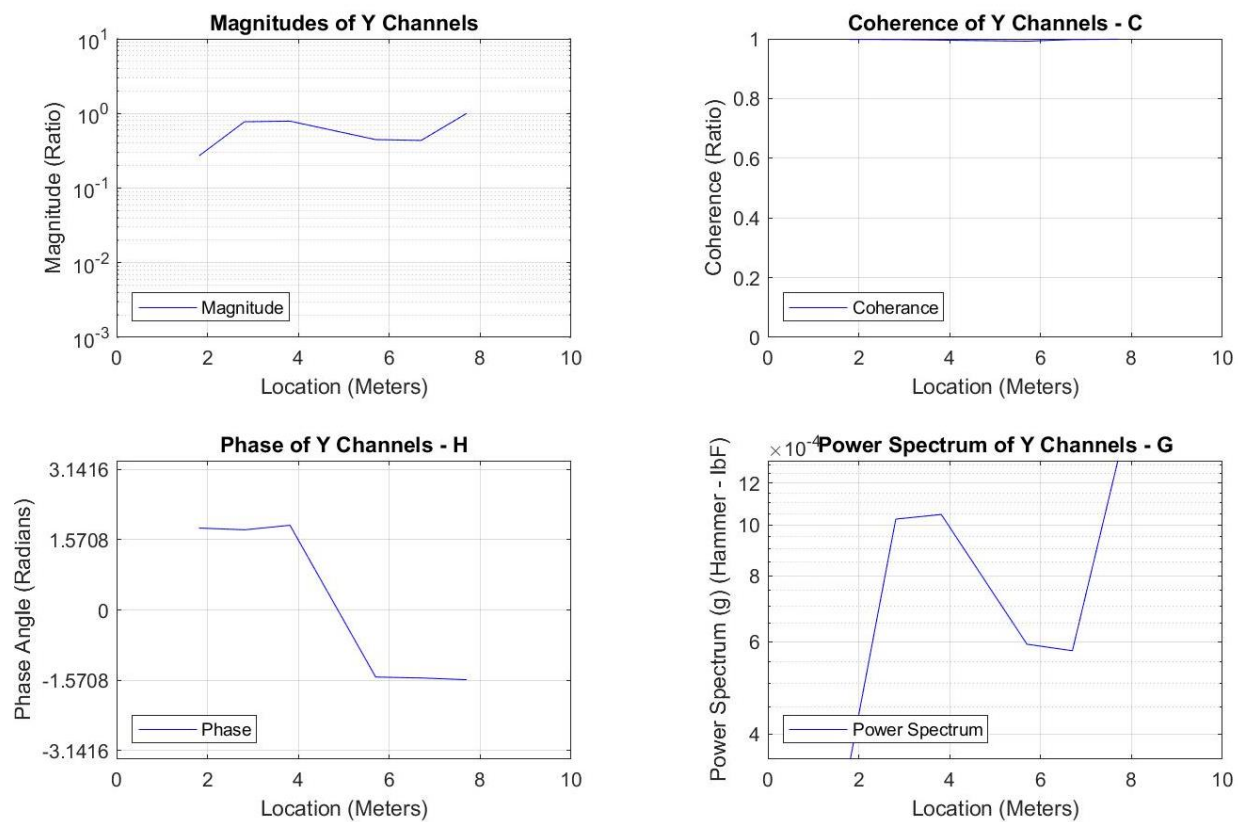 Magnitudes of Y Channels
10^1
10^0
10^-1
10^-2
10^-3
Magnitude (Ratio)
Magnitude
0 2 4 6 8 10
Location (Meters)
Coherence of Y Channels - C
1
0.8
0.6
0.4
0.2
0
Coherence (Ratio)
Coherance
0 2 4 6 8 10
Location (Meters)
Phase of Y Channels - H
3.1416
1.5708
0
-1.5708
-3.1416
Phase Angle (Radians)
Phase
0 2 4 6 8 10
Location (Meters)
×10^-4
Power Spectrum of Y Channels - G
12
10
8
6
4
Power Spectrum (g) (Hammer - lbF)
Power Spectrum
0 2 4 6 8 10
Location (Meters)